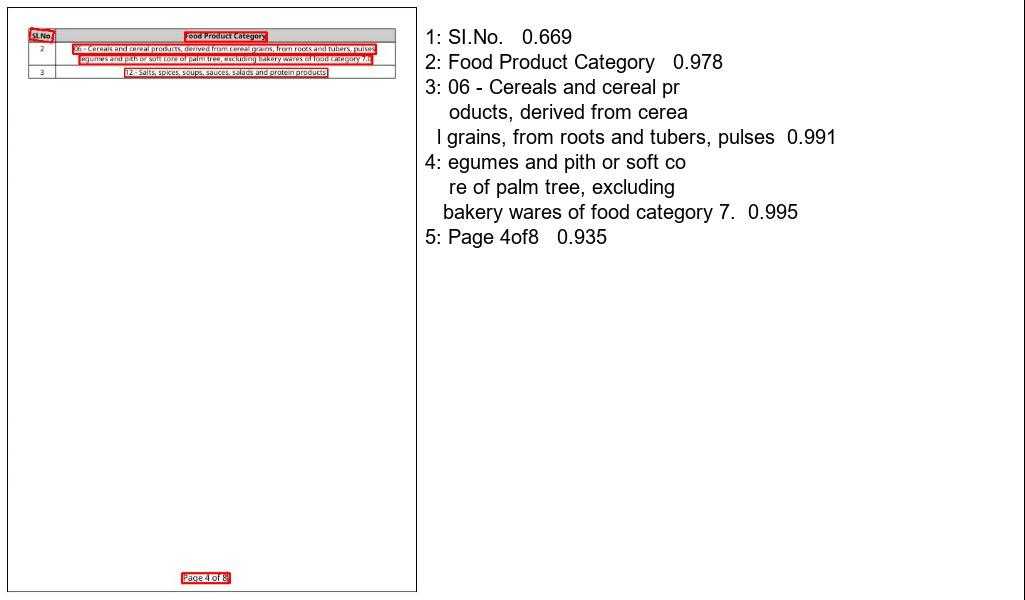 SI.No.
Food Product Category
2
06 - Cereals and cereal products, derived from cereal grains, from roots and tubers, pulses
egumes and pith or soft core of palm tree, excluding bakery wares of food category 7.0
3
12 - Salts, spices, soups, sauces, salads and protein products
Page 4 of 8
1: SI.No. 0.669
2: Food Product Category 0.978
3: 06 - Cereals and cereal pr
oducts, derived from cerea
l grains, from roots and tubers, pulses 0.991
4: egumes and pith or soft co
re of palm tree, excluding
bakery wares of food category 7. 0.995
5: Page 4of8 0.935